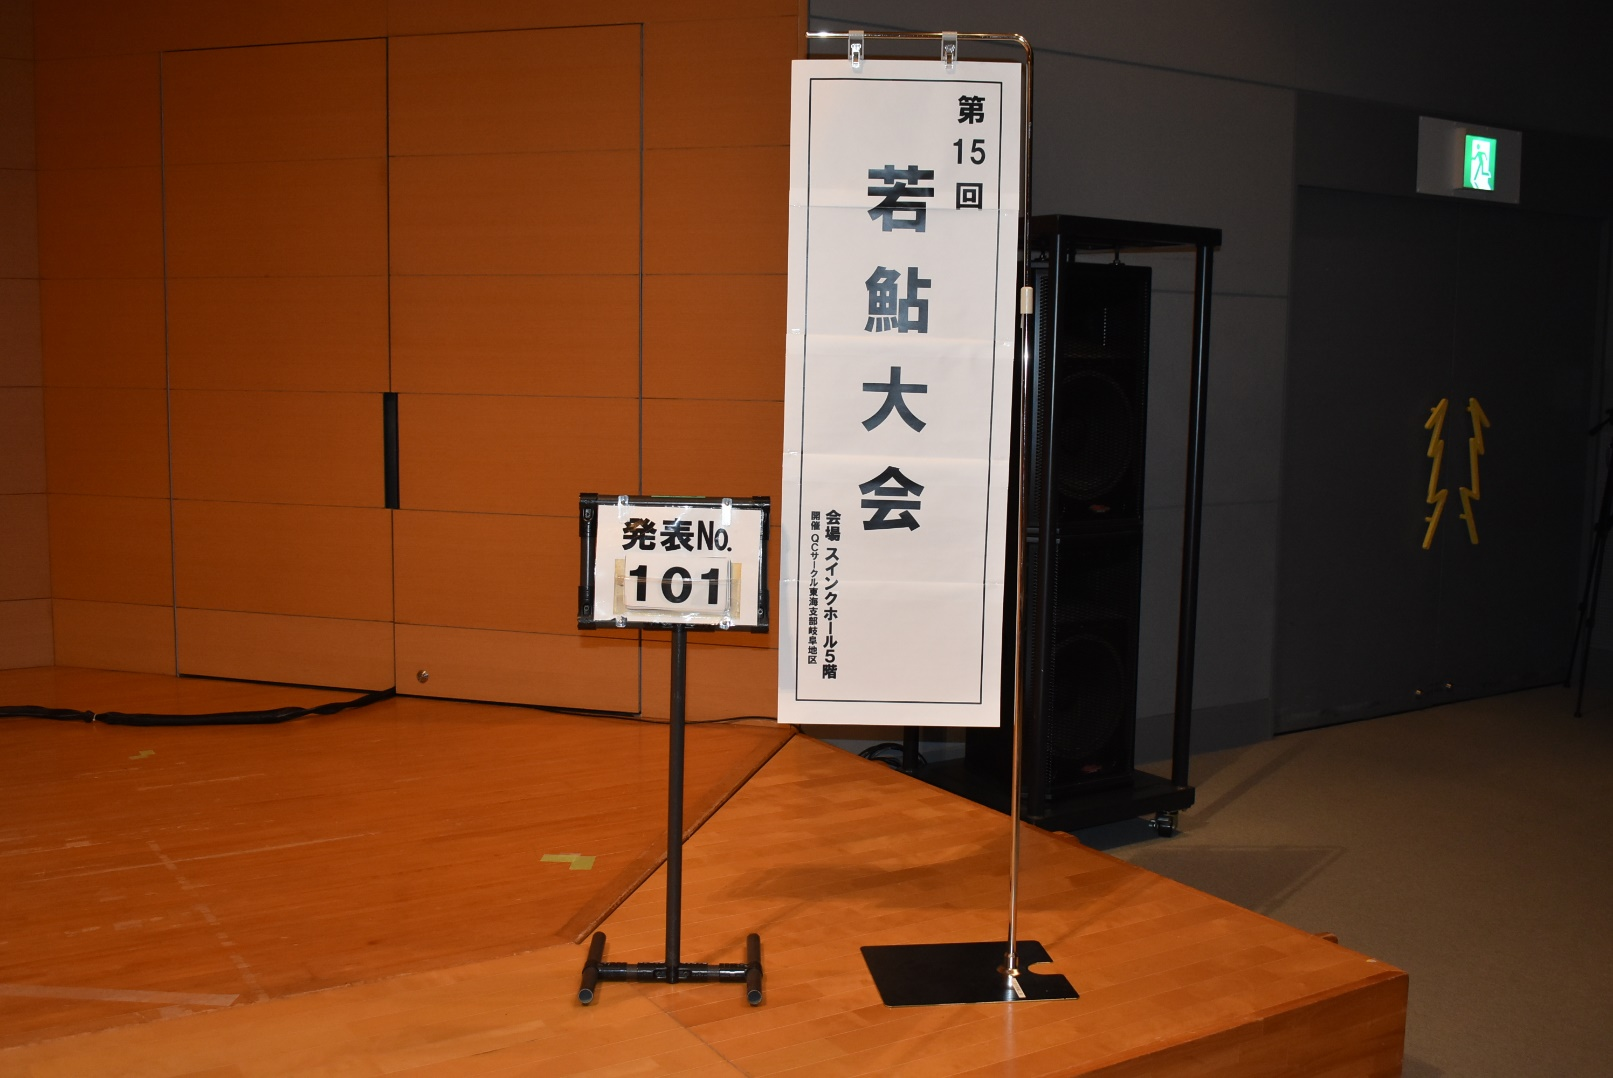 第15回
若鮎大会
会場 スインクホール5階
開催 QCサークル東海支部岐阜地区
発表No.
101